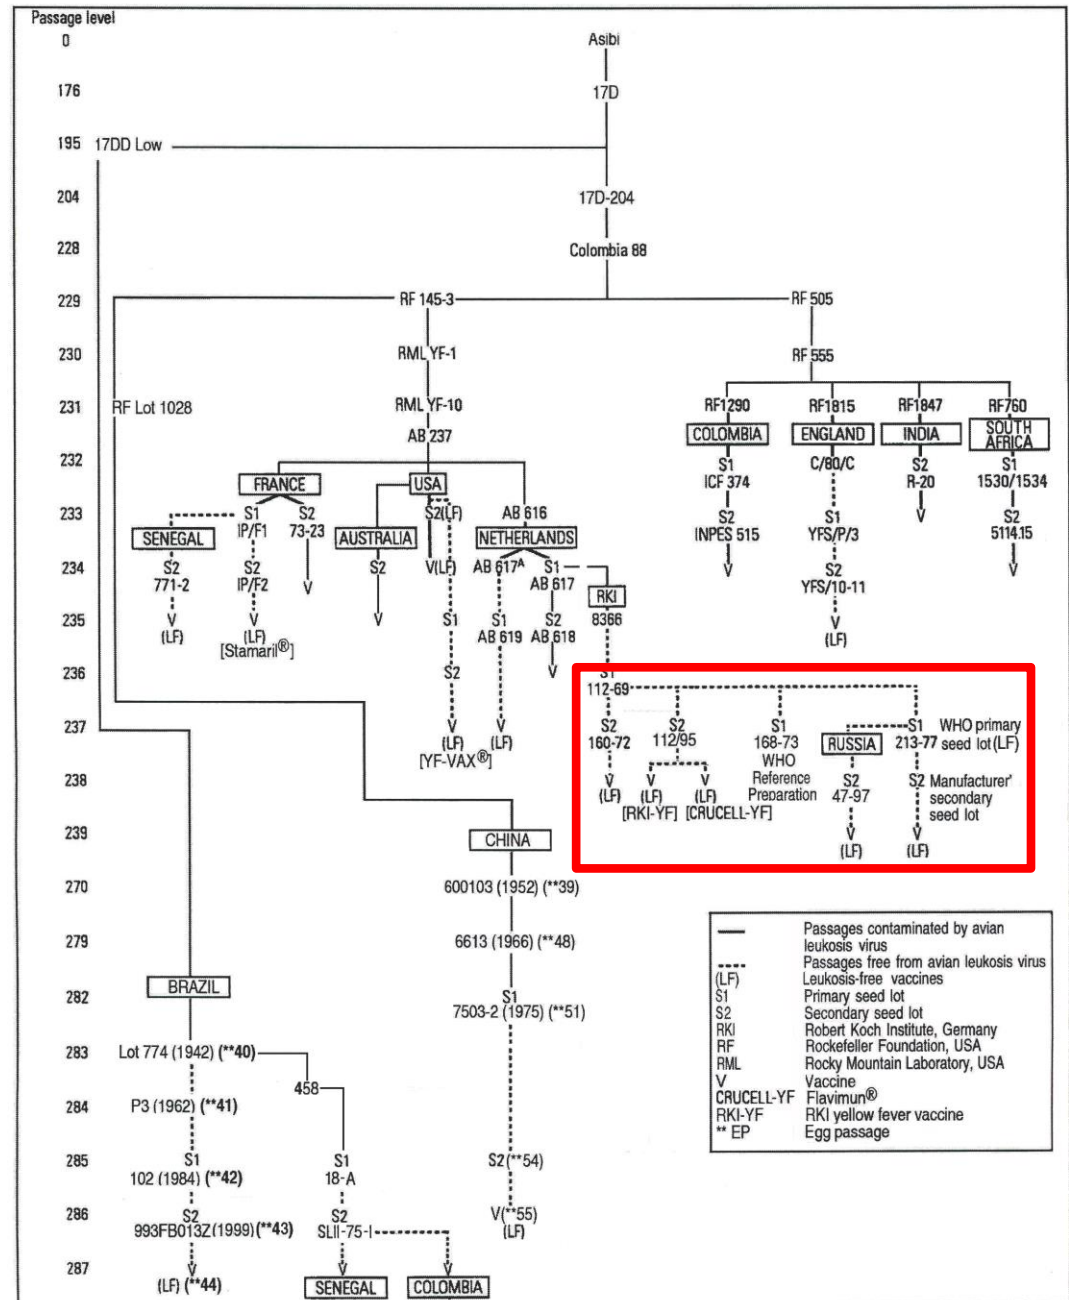 Passage level
0 Asibi
176 17D
195 17DD Low
204 17D-204
228 Colombia 88
229 RF 145-3 RF 505
230 RML YF-1 RF 555
231 RF Lot 1028 RML YF-10 RF1290 RF1815 RF1847 RF760
AB 237 COLOMBIA ENGLAND INDIA SOUTH AFRICA
232 S1 C/80/C S2 S1
FRANCE USA ICF 374 R-20 1530/1534
233 S1 S2 S2(LF) AB 616 S2 S1 V S2
IP/F1 73-23 INPES 515 YFS/P/3 5114.15
SENEGAL AUSTRALIA NETHERLANDS
234 S2 S2 V S2 V(LF) AB 617A S1 V S2 V
771-2 IP/F2 AB 617 YFS/10-11
RKI
235 V V V S1 S1 S2 8366 V
(LF) (LF) AB 619 AB 618 (LF)
[Stamaril®]
236 S2 V S1
112-69
237 V V S2 S2 S1 S1 WHO primary
(LF) (LF) 160-72 112/95 168-73 RUSSIA 213-77 seed lot (LF)
[YF-VAX®] WHO
238 V V V Reference S2 S2 Manufacturer'
(LF) (LF) (LF) Preparation 47-97 secondary
[RKI-YF] [CRUCELL-YF] seed lot
239 V V
CHINA (LF) (LF)
270 600103 (1952) (**39)
279 6613 (1966) (**48)
BRAZIL
282 S1
7503-2 (1975) (**51)
283 Lot 774 (1942) (**40)
458
284 P3 (1962) (**41)
285 S1 S1 S2(**54)
102 (1984) (**42) 18-A
286 S2 S2 V(**55)
993FB013Z(1999)(**43) SLII-75-I (LF)
287 V V V
(LF) (**44) SENEGAL COLOMBIA
Passages contaminated by avian
leukosis virus
Passages free from avian leukosis virus
(LF) Leukosis-free vaccines
S1 Primary seed lot
S2 Secondary seed lot
RKI Robert Koch Institute, Germany
RF Rockefeller Foundation, USA
RML Rocky Mountain Laboratory, USA
V Vaccine
CRUCELL-YF Flavimun®
RKI-YF RKI yellow fever vaccine
** EP Egg passage